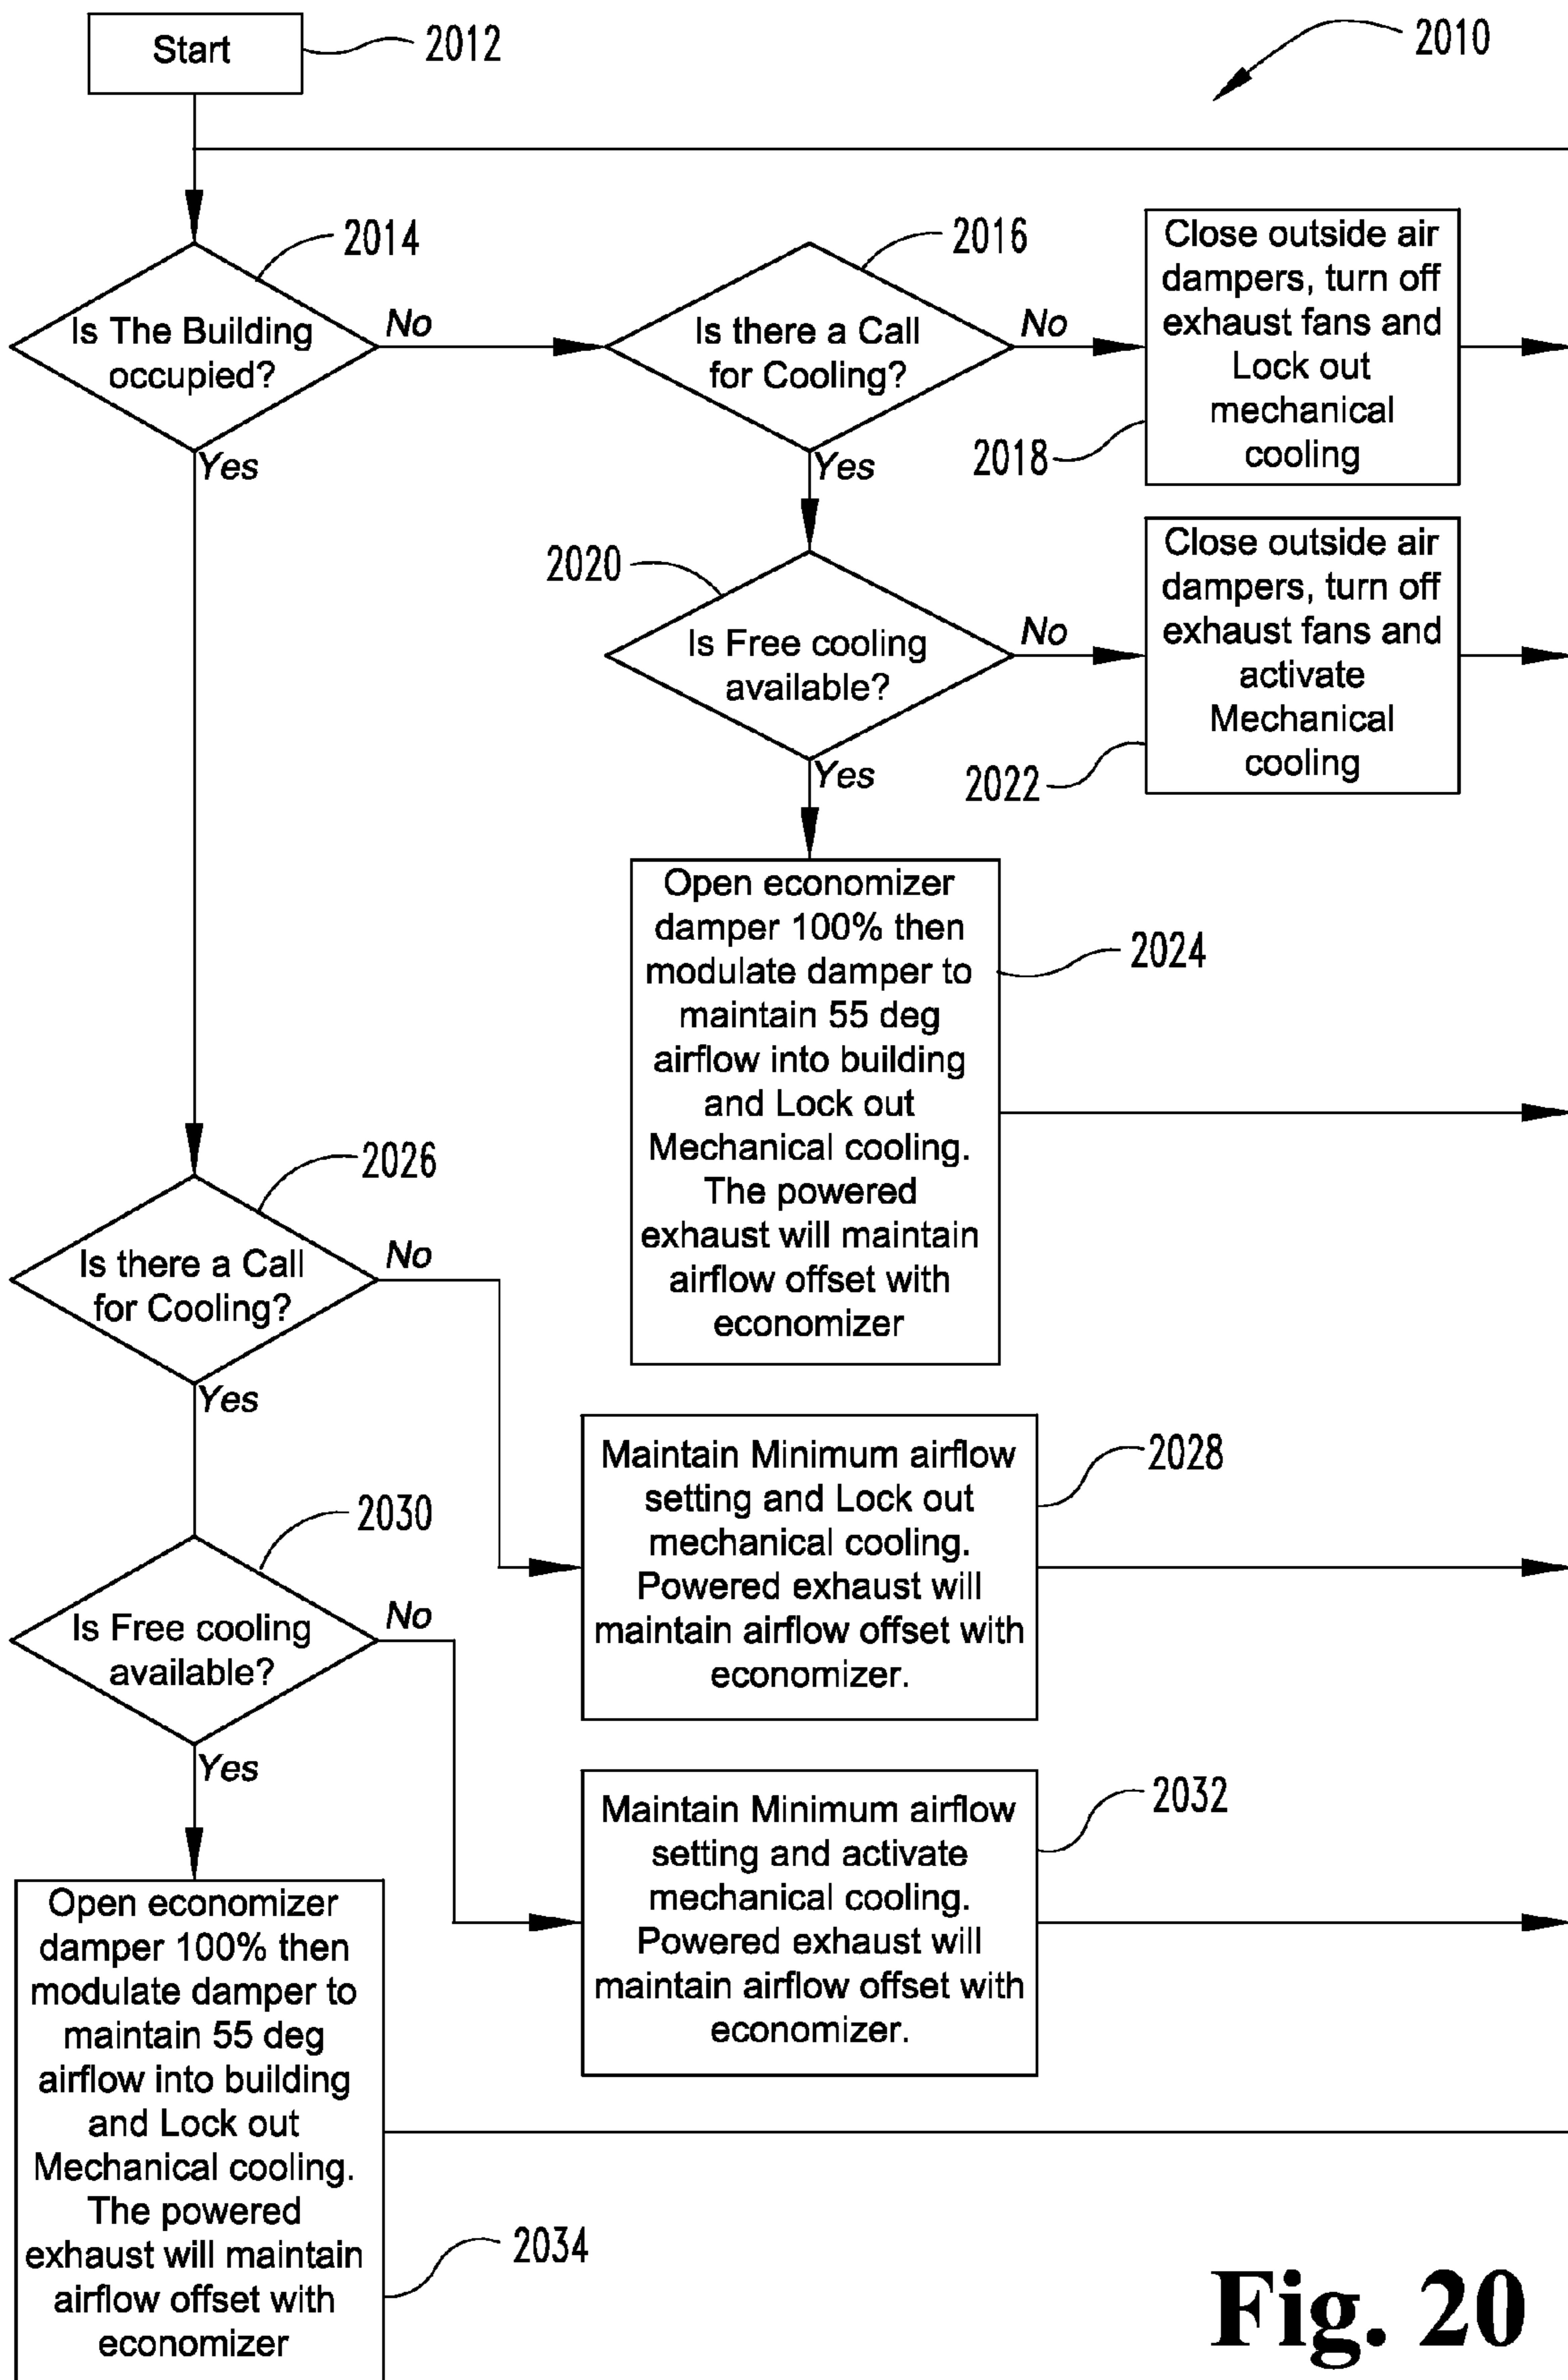 Start
2012
2010
2014
Is The Building
occupied?
No
Yes
2016
Is there a Call
for Cooling?
No
Yes
Close outside air
dampers, turn off
exhaust fans and
Lock out
mechanical
cooling
2018
2020
Is Free cooling
available?
No
Yes
Close outside air
dampers, turn off
exhaust fans and
activate
Mechanical
cooling
2022
Open economizer
damper 100% then
modulate damper to
maintain 55 deg
airflow into building
and Lock out
Mechanical cooling.
The powered
exhaust will maintain
airflow offset with
economizer
2024
2026
Is there a Call
for Cooling?
No
Yes
Maintain Minimum airflow
setting and Lock out
mechanical cooling.
Powered exhaust will
maintain airflow offset with
economizer.
2028
2030
Is Free cooling
available?
No
Yes
Maintain Minimum airflow
setting and activate
mechanical cooling.
Powered exhaust will
maintain airflow offset with
economizer.
2032
Open economizer
damper 100% then
modulate damper to
maintain 55 deg
airflow into building
and Lock out
Mechanical cooling.
The powered
exhaust will maintain
airflow offset with
economizer
2034
Fig. 20